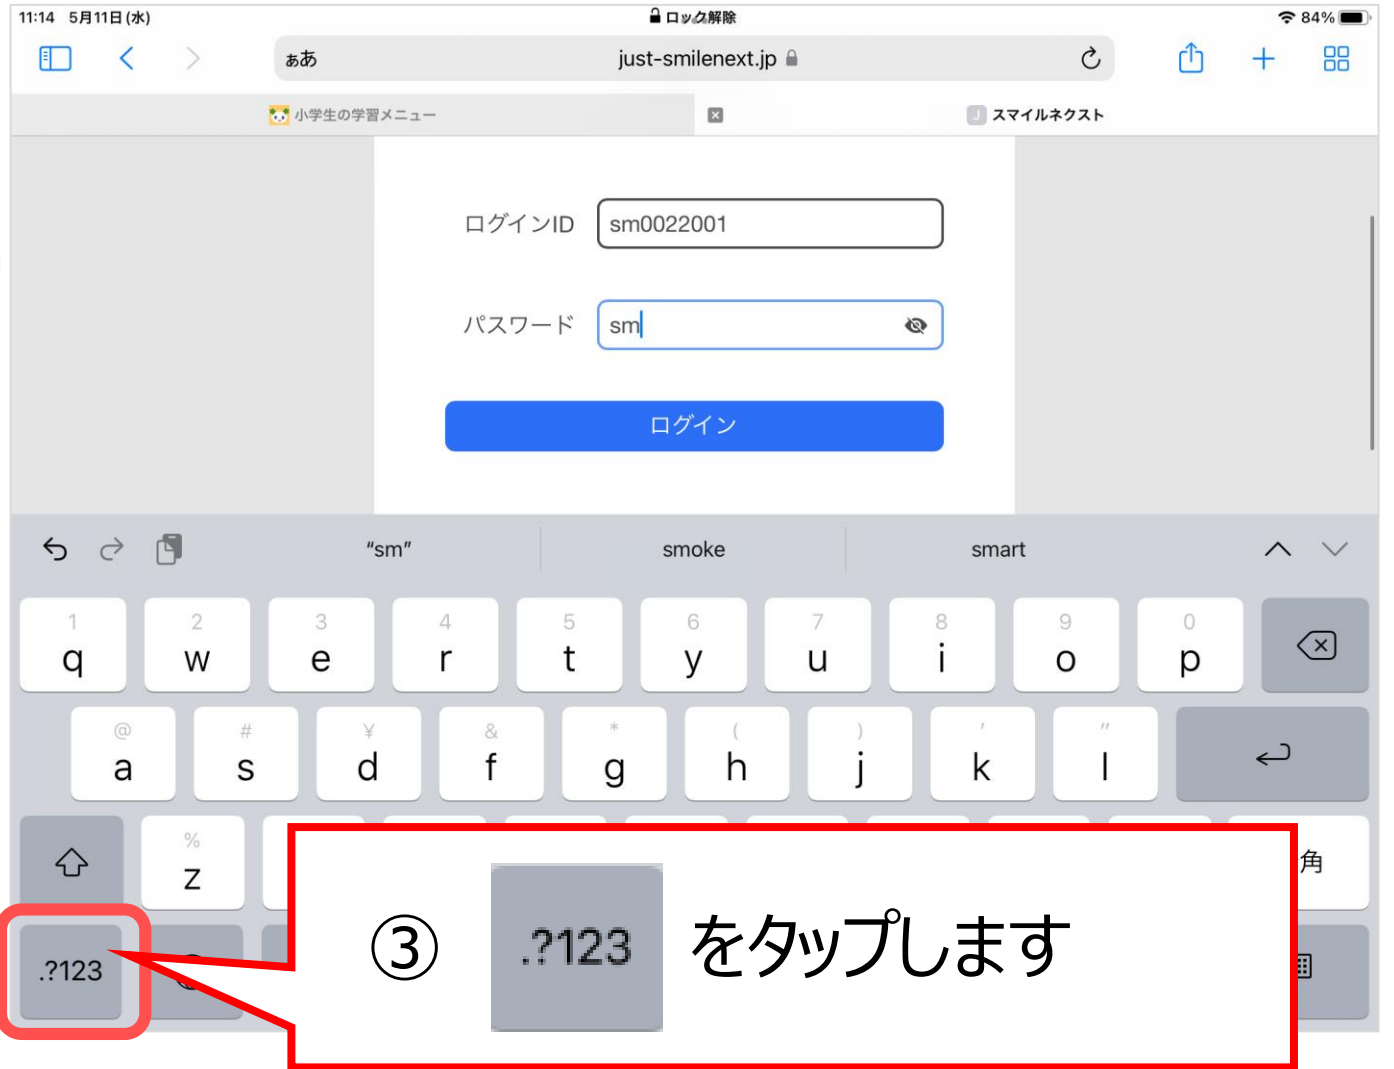 11:14 5月11日(水) ロック解除 84%
ぁあ just-smilenext.jp
小学生の学習メニュー J スマイルネクスト
ログインID sm0022001
パスワード sm
ログイン
“sm” smoke smart
1 2 3 4 5 6 7 8 9 0
q w e r t y u i o p
@ # ¥ & * ( ) ' "
a s d f g h j k l
%
z 角
.?123
③ .?123 をタップします